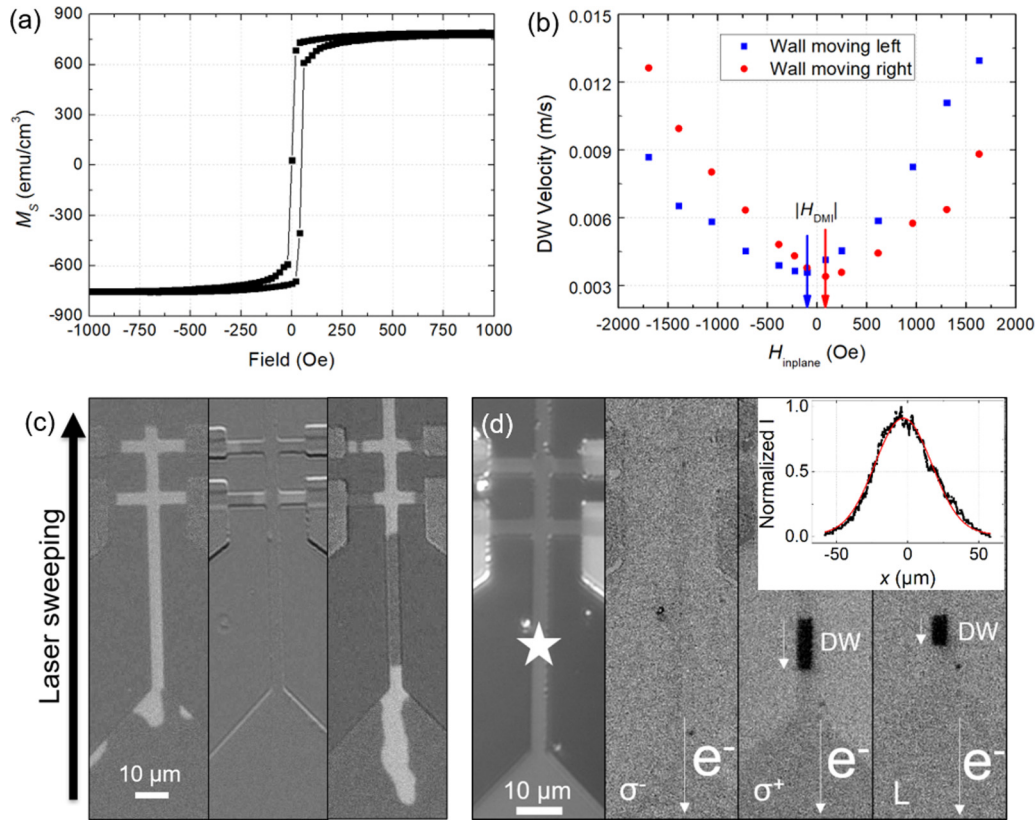 (a)
900
600
300
0
-300
-600
-900
M_S (emu/cm³)
-1000 -750 -500 -250 0 250 500 750 1000
Field (Oe)
(b)
0.015
0.012
0.009
0.006
0.003
DW Velocity (m/s)
Wall moving left
Wall moving right
|H_DMI|
-2000 -1500 -1000 -500 0 500 1000 1500 2000
H_inplane (Oe)
(c)
Laser sweeping
10 µm
(d)
10 µm
σ⁻
e⁻
DW
σ⁺
e⁻
DW
L
e⁻
Normalized I
1.0
0.5
0.0
-50 0 50
x (µm)